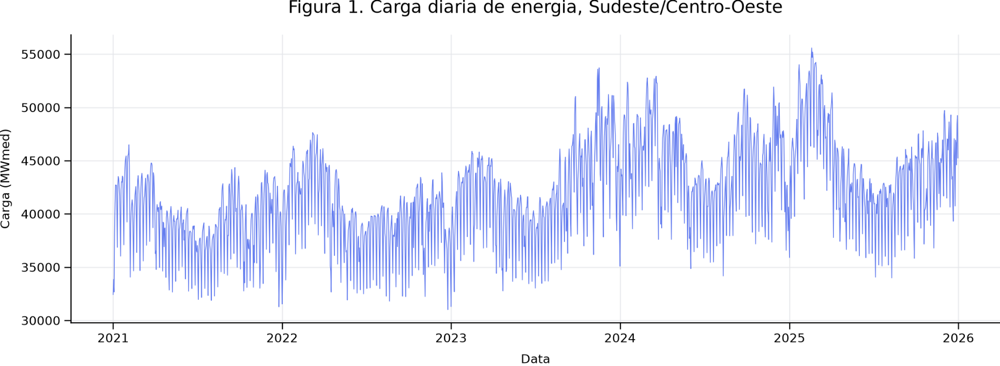 Figura 1. Carga diaria de energia, Sudeste/Centro-Oeste
Carga (MWmed)
55000
50000
45000
40000
35000
30000
2021 2022 2023 2024 2025 2026
Data